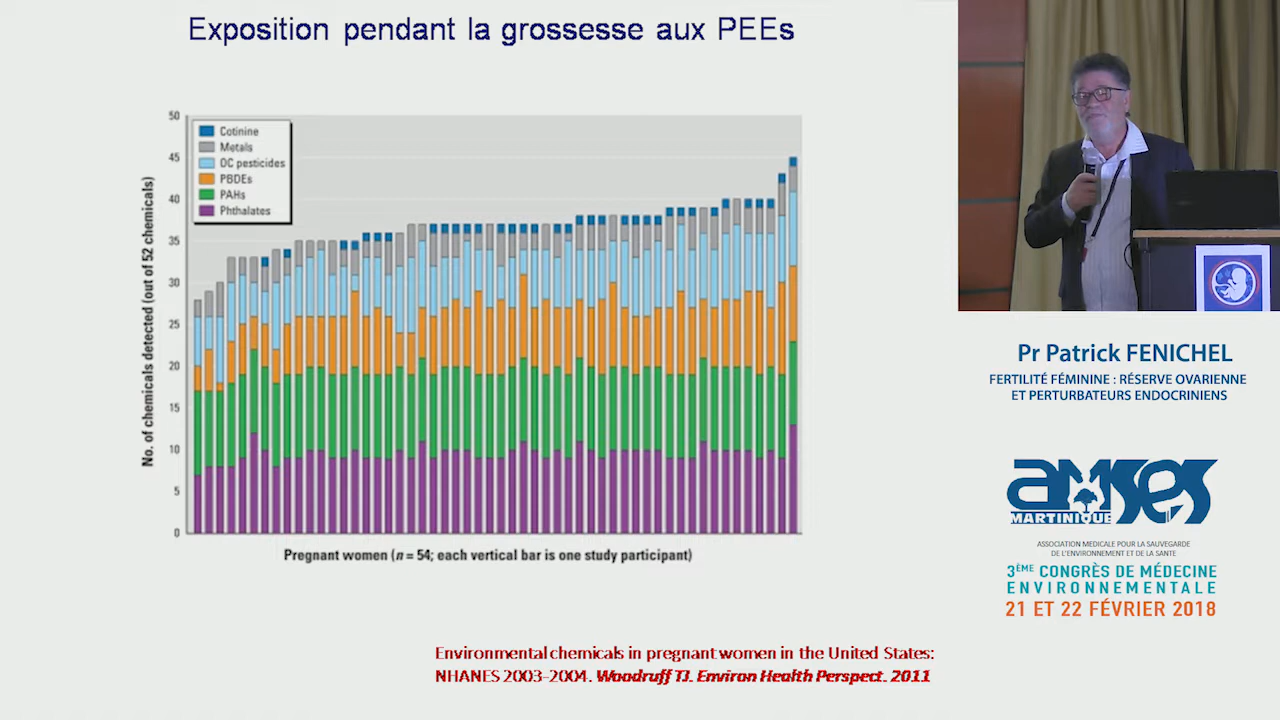 Exposition pendant la grossesse aux PEEs
No. of chemicals detected (out of 52 chemicals)
50
45
40
35
30
25
20
15
10
5
0
Cotinine
Metals
OC pesticides
PBDEs
PAHs
Phthalates
Pregnant women (n = 54; each vertical bar is one study participant)
Environmental chemicals in pregnant women in the United States:
NHANES 2003-2004. Woodruff TJ. Environ Health Perspect. 2011
Pr Patrick FENICHEL
FERTILITÉ FÉMININE : RÉSERVE OVARIENNE
ET PERTURBATEURS ENDOCRINIENS
amses
MARTINIQUE
ASSOCIATION MEDICALE POUR LA SAUVEGARDE
DE L'ENVIRONNEMENT ET DE LA SANTE
3ÈME CONGRÈS DE MÉDECINE
ENVIRONNEMENTALE
21 ET 22 FÉVRIER 2018